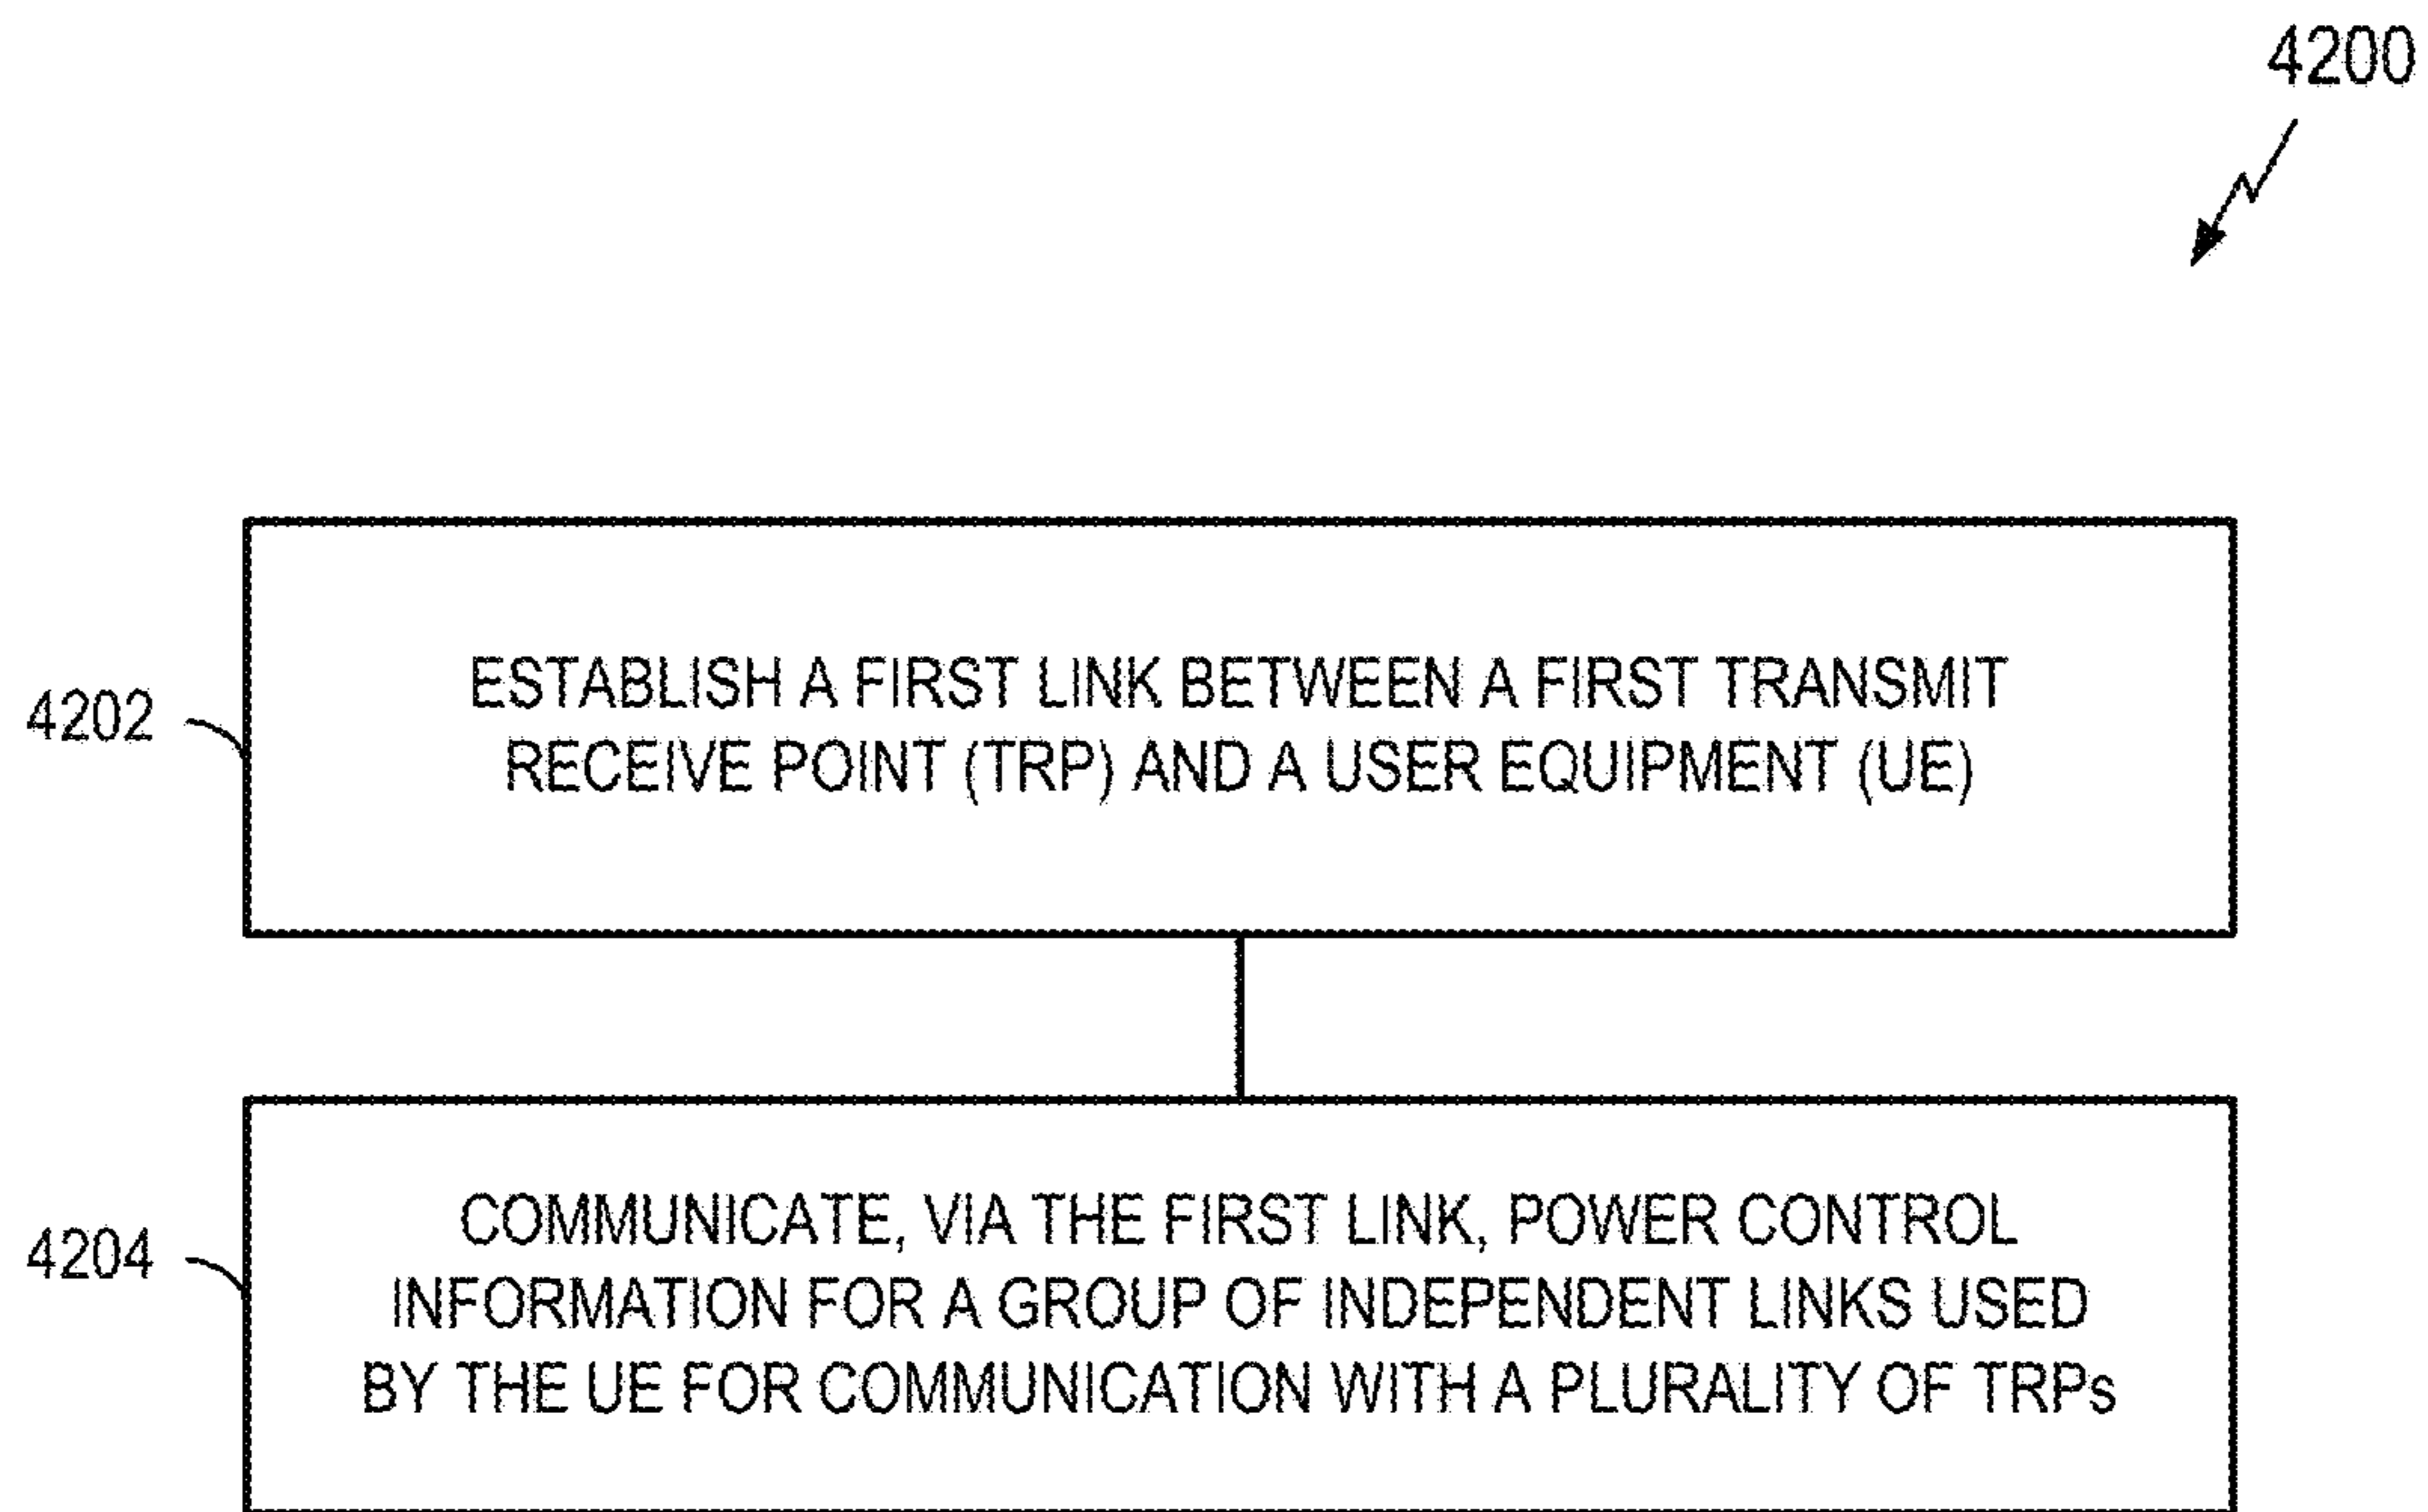 4200
4202
ESTABLISH A FIRST LINK BETWEEN A FIRST TRANSMIT
RECEIVE POINT (TRP) AND A USER EQUIPMENT (UE)
4204
COMMUNICATE, VIA THE FIRST LINK, POWER CONTROL
INFORMATION FOR A GROUP OF INDEPENDENT LINKS USED
BY THE UE FOR COMMUNICATION WITH A PLURALITY OF TRPs